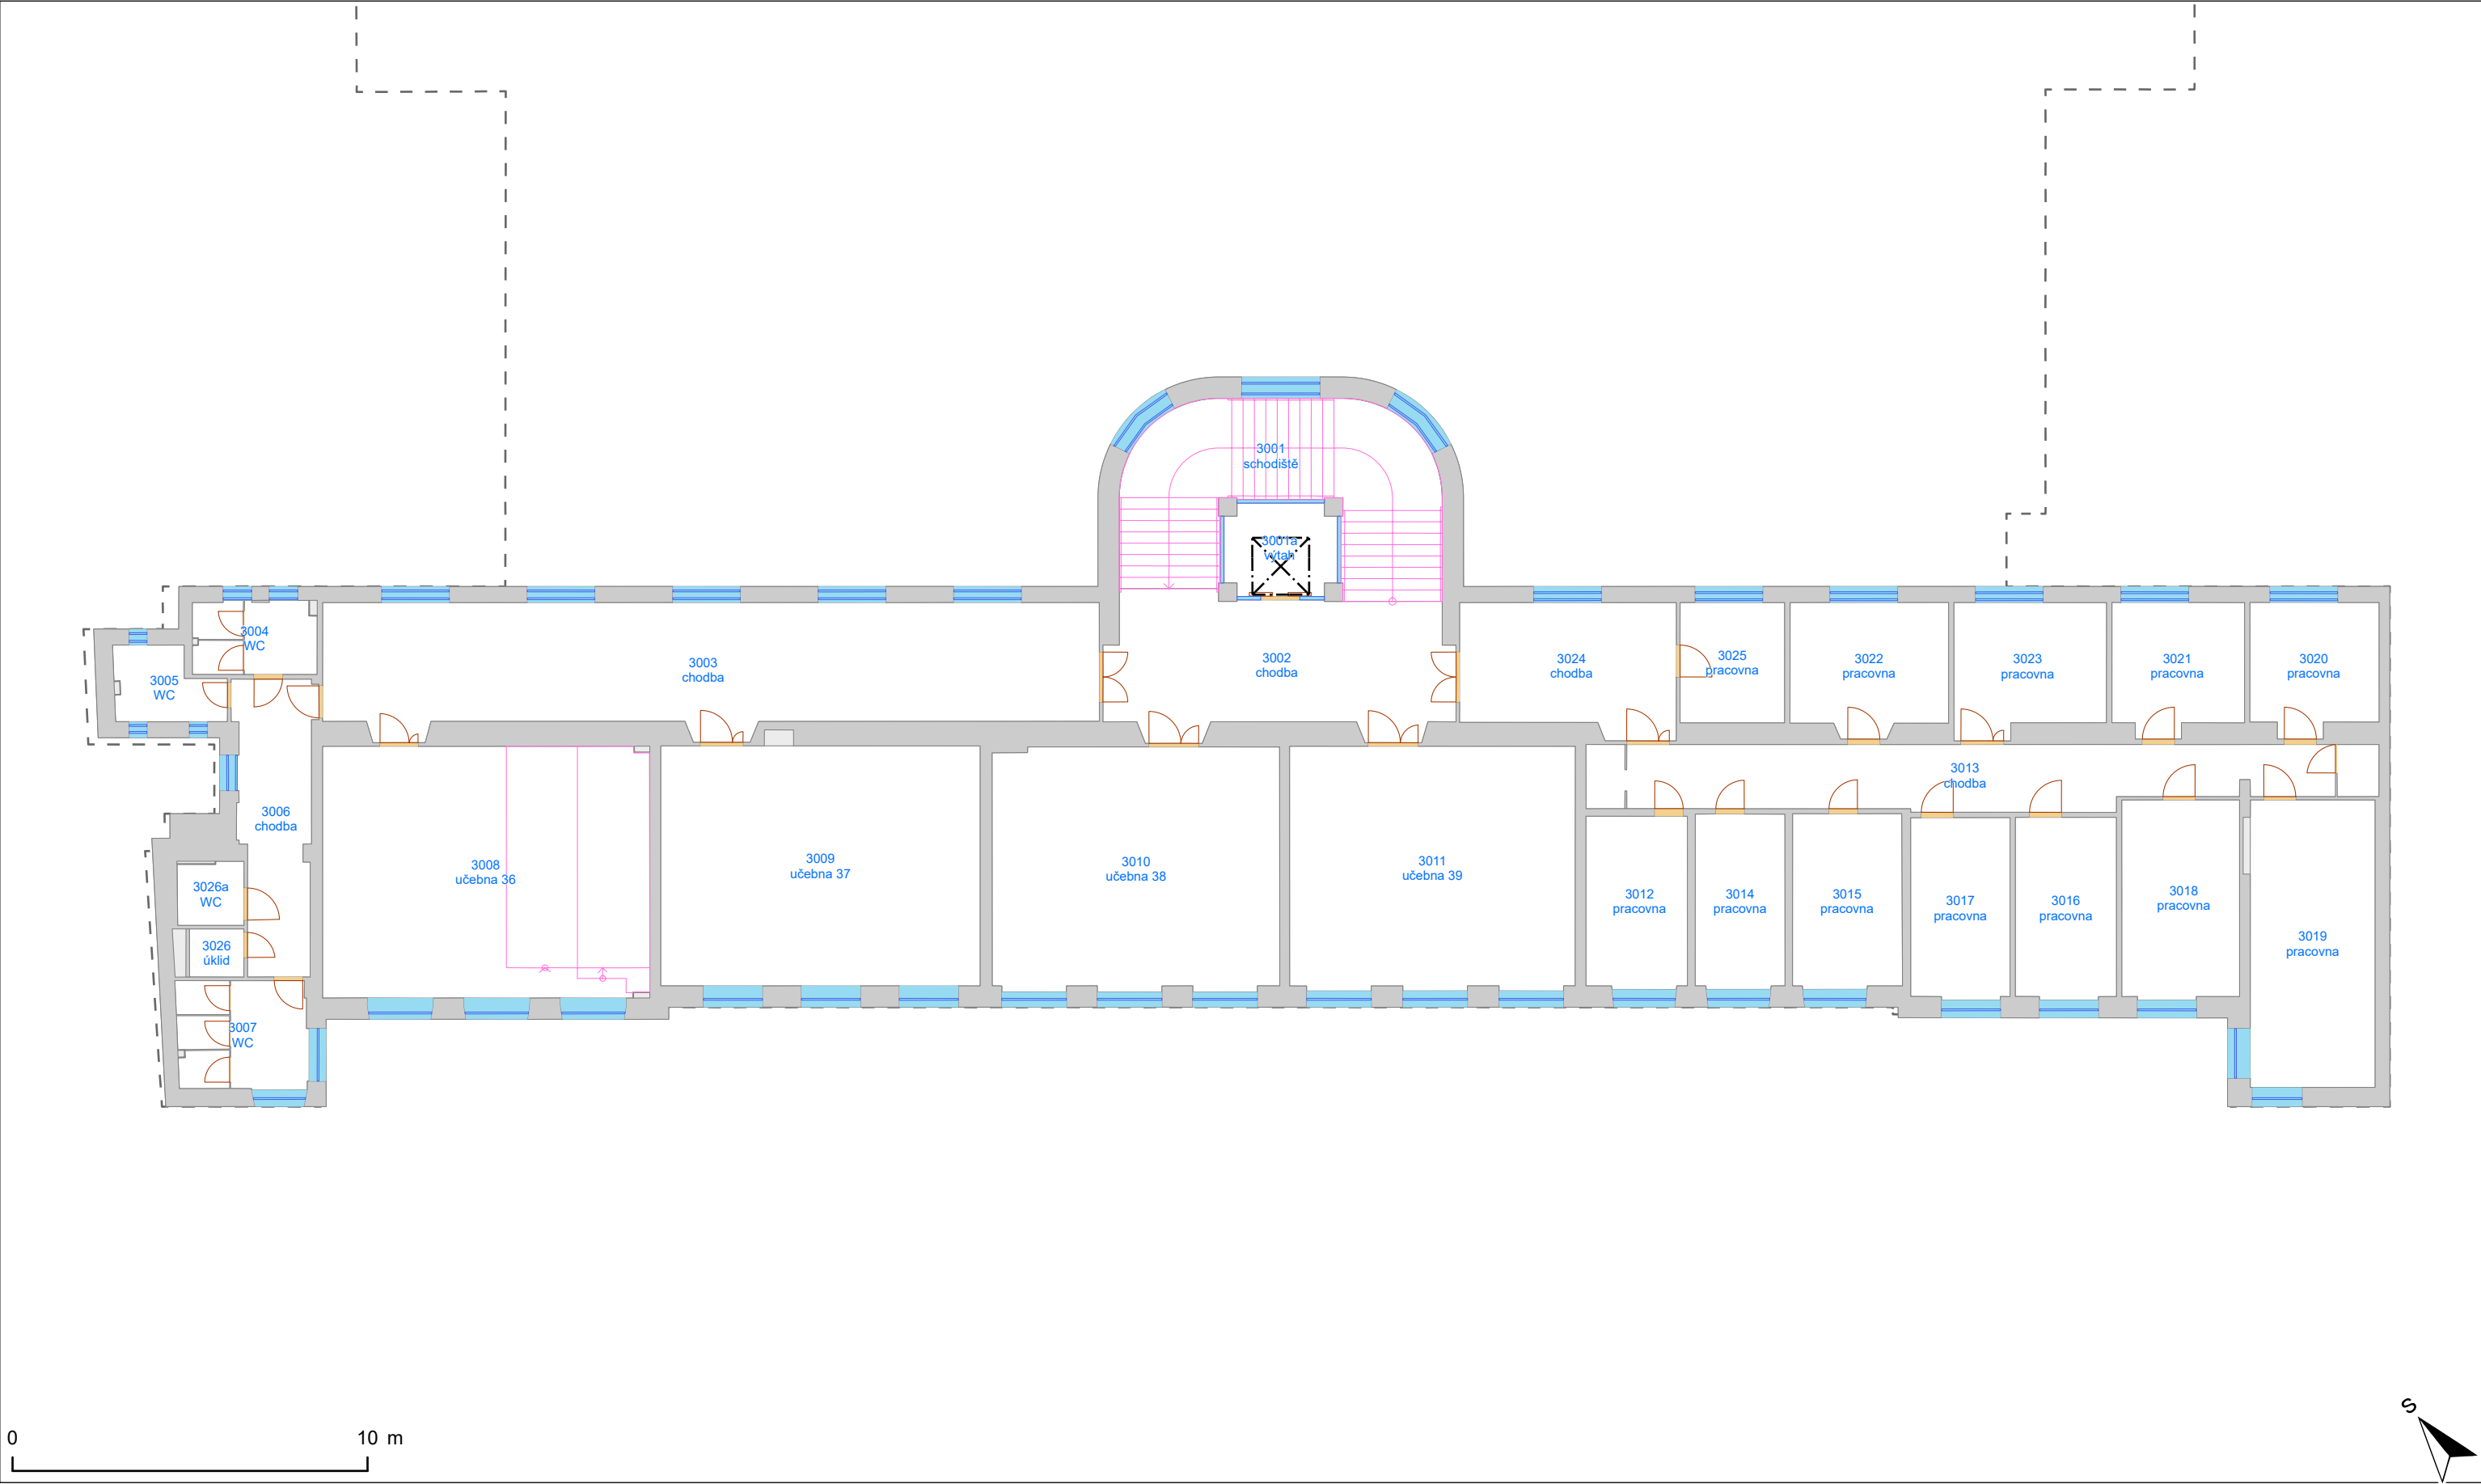 3001
schodiště
3001a
výtah
3004
WC
3005
WC
3003
chodba
3002
chodba
3024
chodba
3025
pracovna
3022
pracovna
3023
pracovna
3021
pracovna
3020
pracovna
3013
chodba
3006
chodba
3026a
WC
3026
úklid
3007
WC
3008
učebna 36
3009
učebna 37
3010
učebna 38
3011
učebna 39
3012
pracovna
3014
pracovna
3015
pracovna
3017
pracovna
3016
pracovna
3018
pracovna
3019
pracovna
0 10 m
S